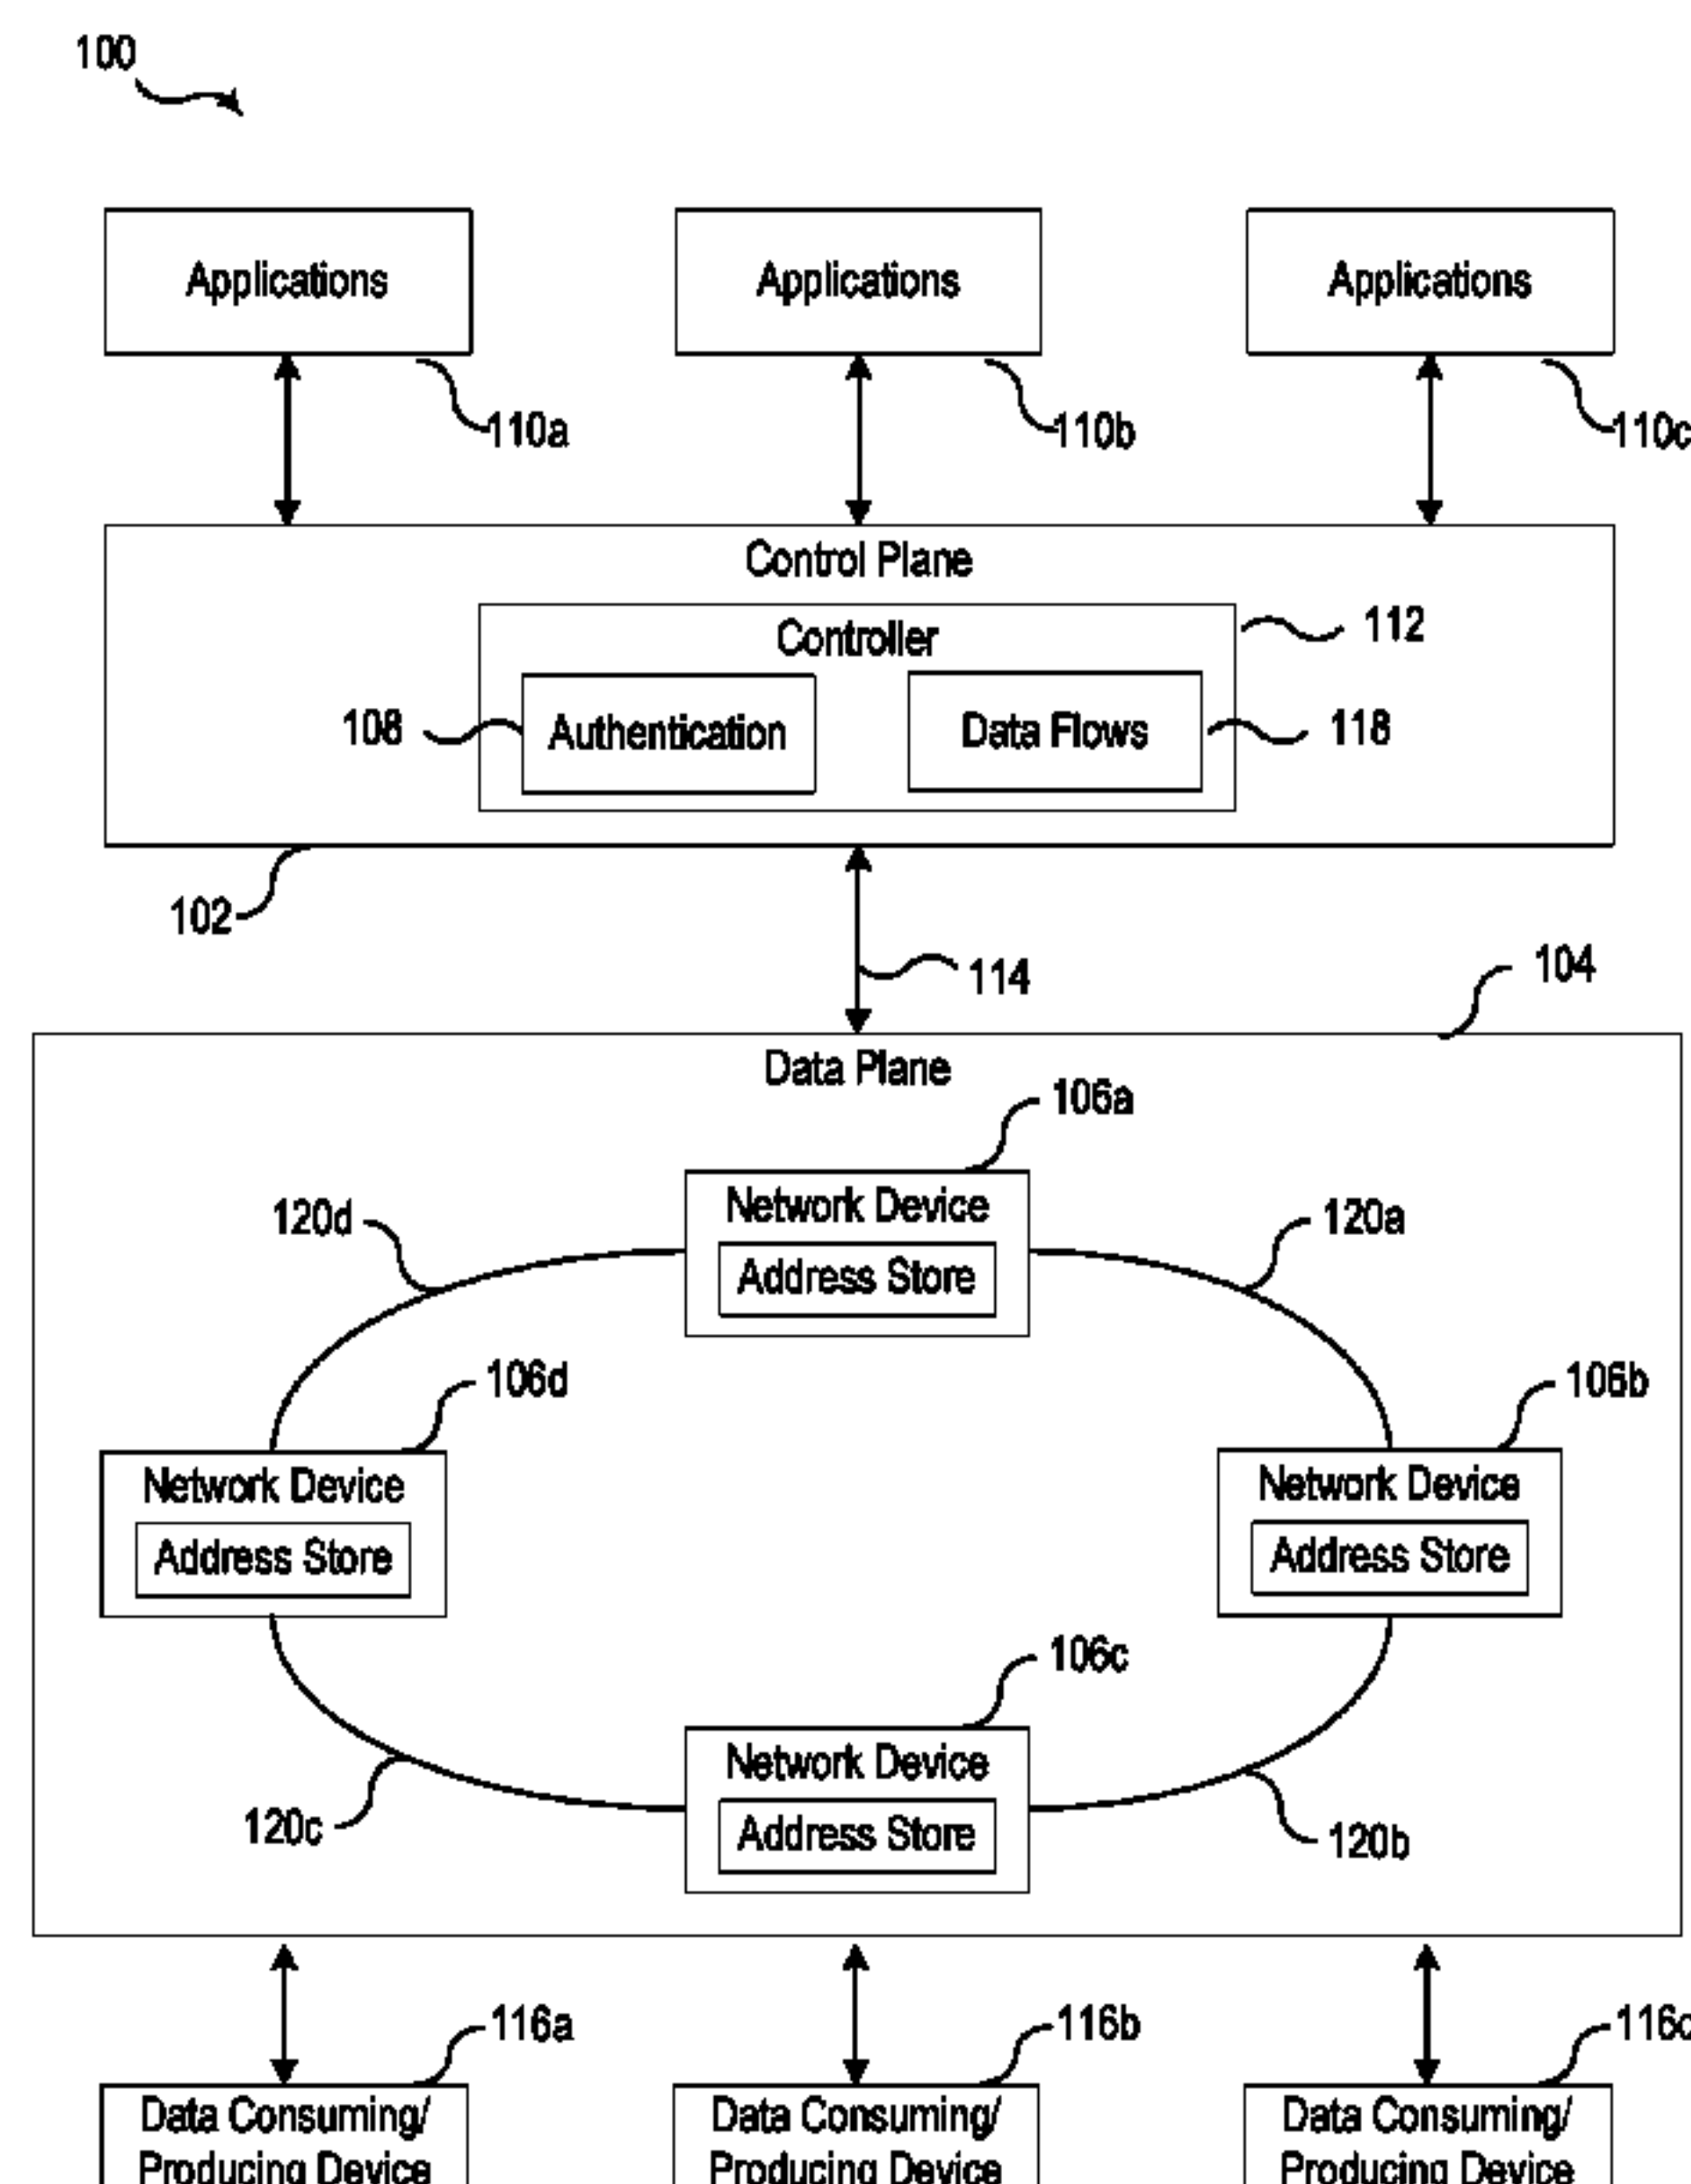 100
Applications
Applications
Applications
110a
110b
110c
Control Plane
Controller
112
108
Authentication
Data Flows
118
102
114
104
Data Plane
106a
Network Device
Address Store
120d
120a
106d
106b
Network Device
Address Store
Network Device
Address Store
106c
Network Device
Address Store
120c
120b
116a
116b
116c
Data Consuming/
Producing Device
Data Consuming/
Producing Device
Data Consuming/
Producing Device